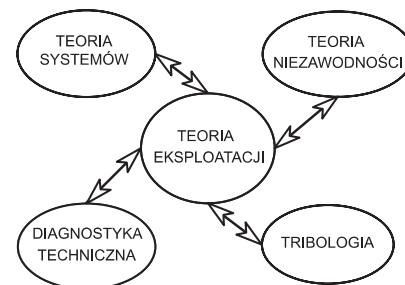 TEORIA
SYSTEMÓW
TEORIA
NIEZAWODNOŚCI
TEORIA
EKSPLOATACJI
DIAGNOSTYKA
TECHNICZNA
TRIBOLOGIA